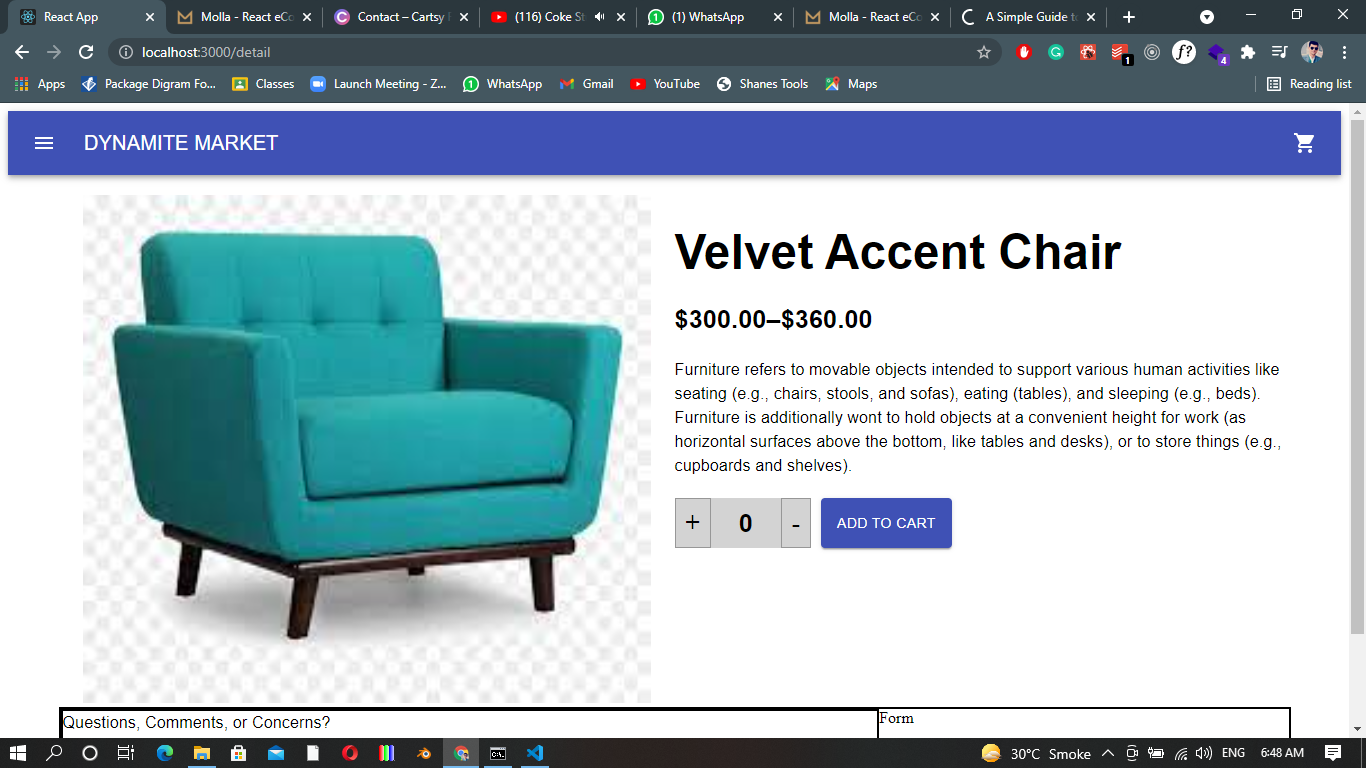 React App
Molla - React eCo
Contact – Cartsy
(116) Coke St
(1) WhatsApp
Molla - React eCo
A Simple Guide to
localhost:3000/detail
f?
1
4
Apps
Package Digram Fo...
Classes
Launch Meeting - Z...
WhatsApp
Gmail
YouTube
Shanes Tools
Maps
Reading list
DYNAMITE MARKET
Velvet Accent Chair
$300.00–$360.00
Furniture refers to movable objects intended to support various human activities like
seating (e.g., chairs, stools, and sofas), eating (tables), and sleeping (e.g., beds).
Furniture is additionally wont to hold objects at a convenient height for work (as
horizontal surfaces above the bottom, like tables and desks), or to store things (e.g.,
cupboards and shelves).
+ 0 - ADD TO CART
Questions, Comments, or Concerns?
Form
30°C Smoke
ENG
6:48 AM